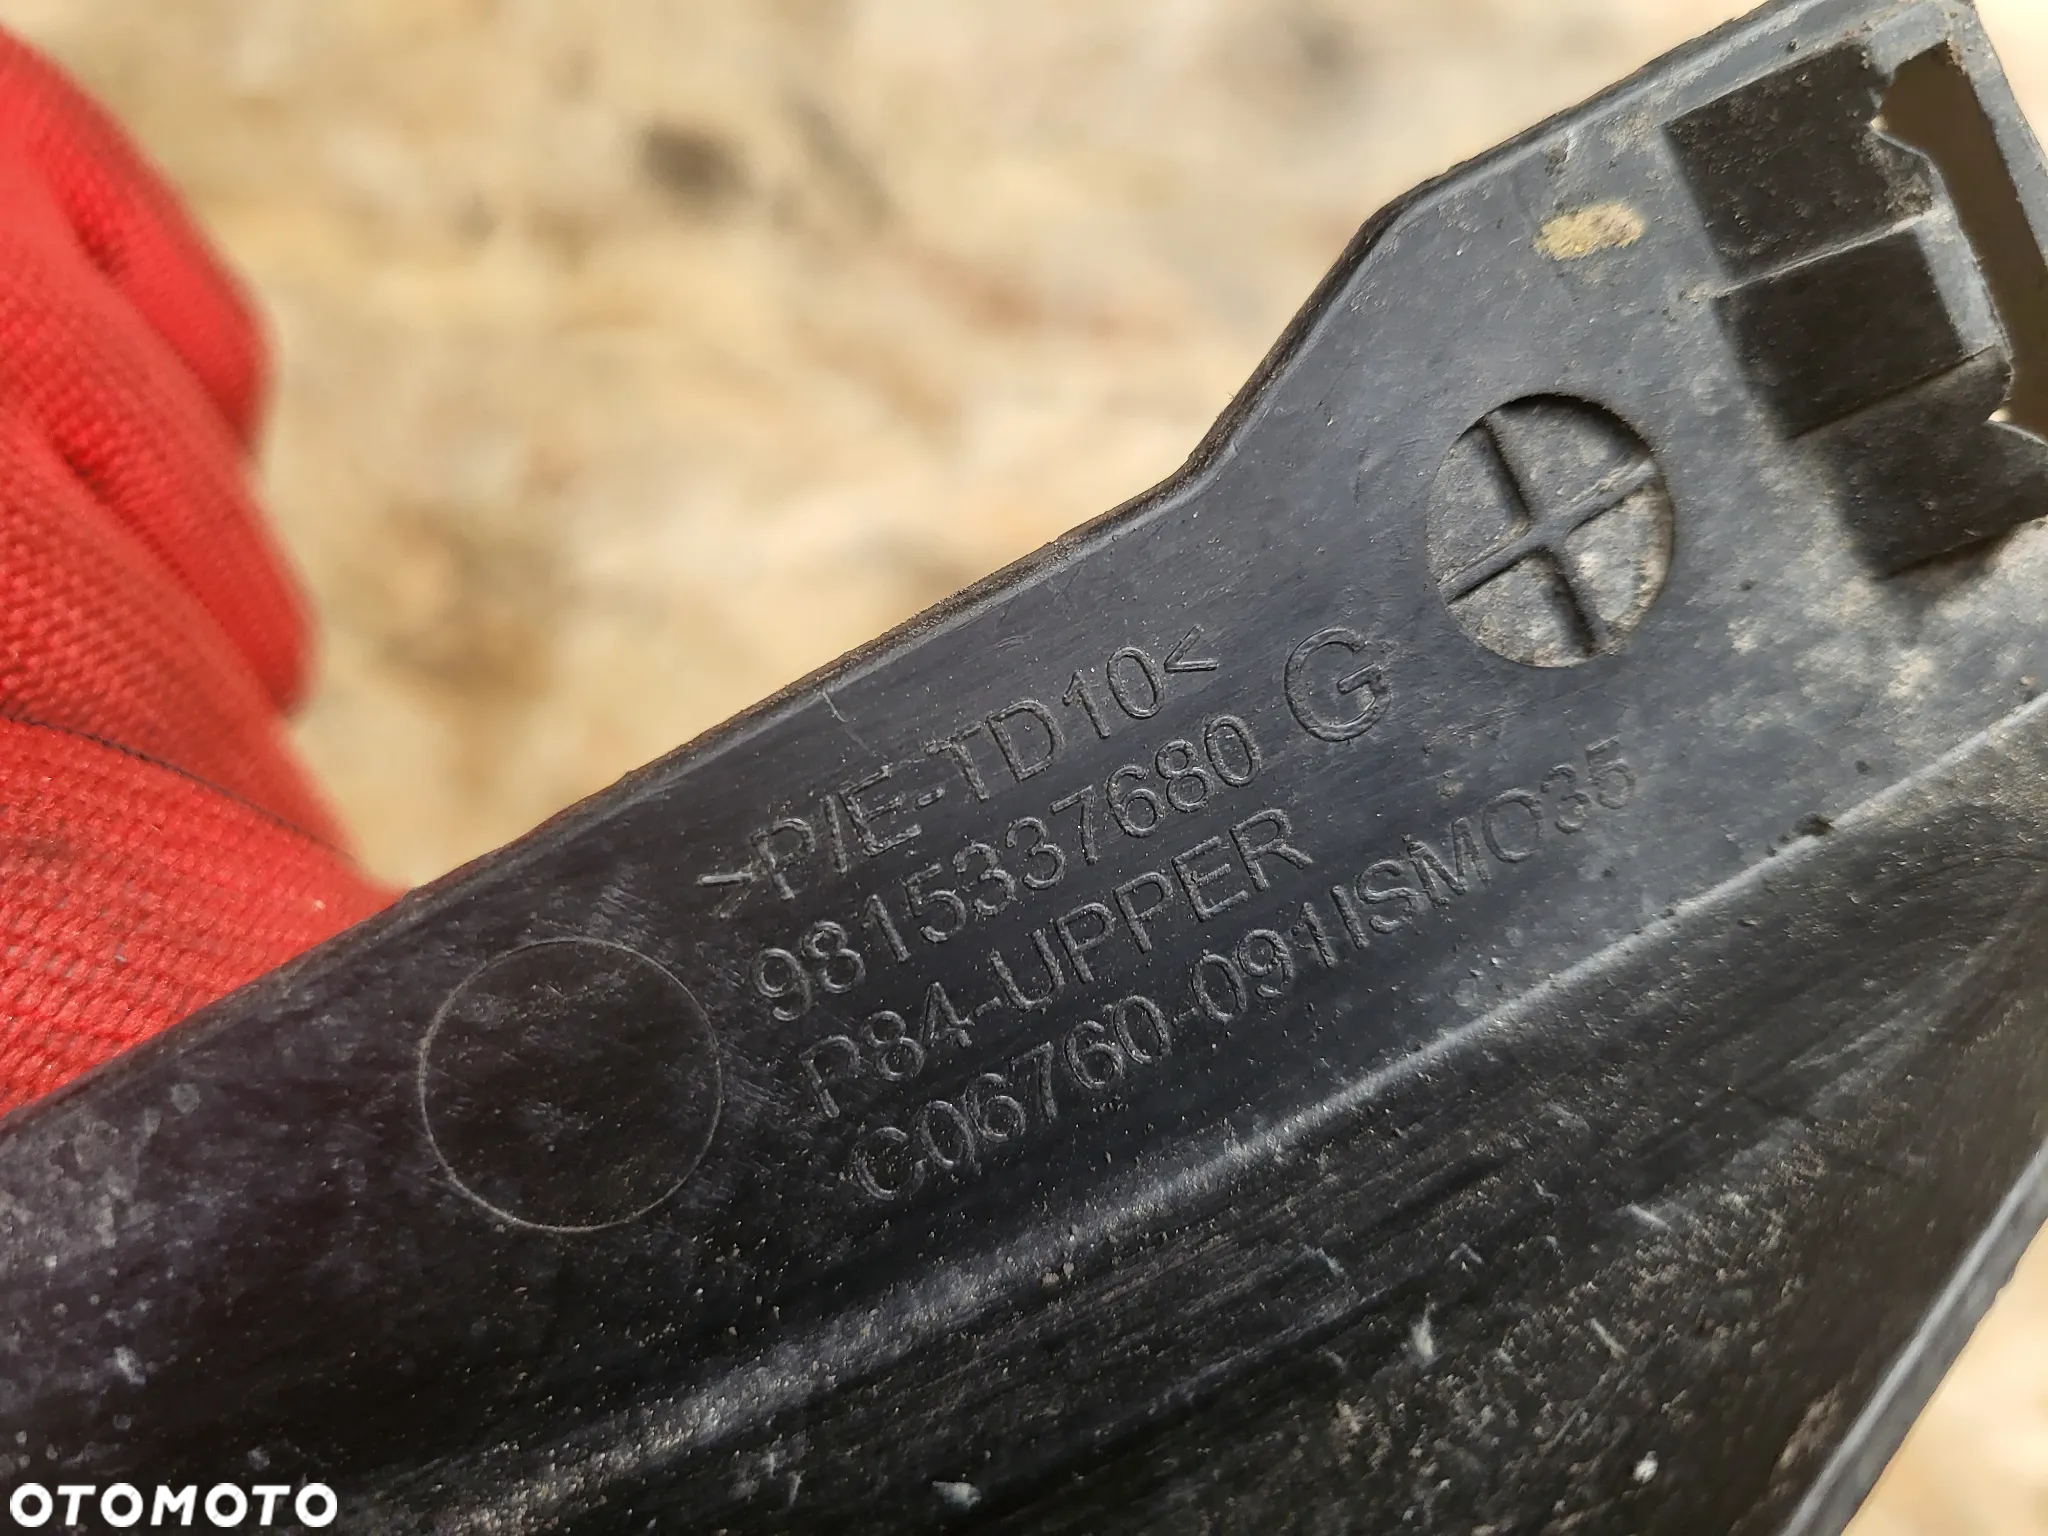 >P/E-TD10<
9815337680 G
P84-UPPER
C06760-091ISMO35
OTOMOTO